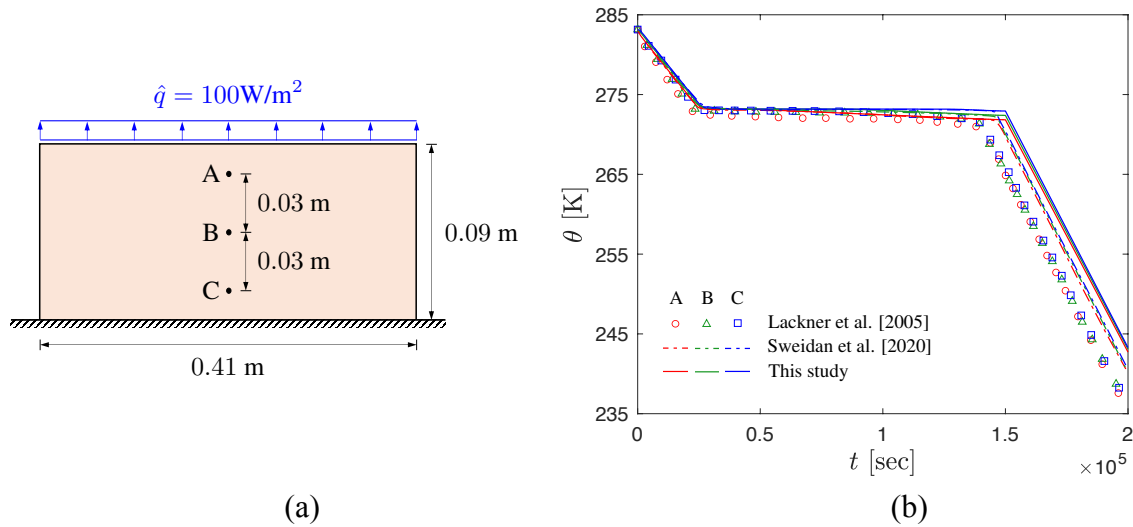 (a)
q̂ = 100W/m²
A
0.03 m
B
0.03 m
C
0.09 m
0.41 m
285
275
265
255
245
235
θ [K]
A B C
Lackner et al. [2005]
Sweidan et al. [2020]
This study
0 0.5 1 1.5 2
t [sec]
×10⁵
(a)
(b)